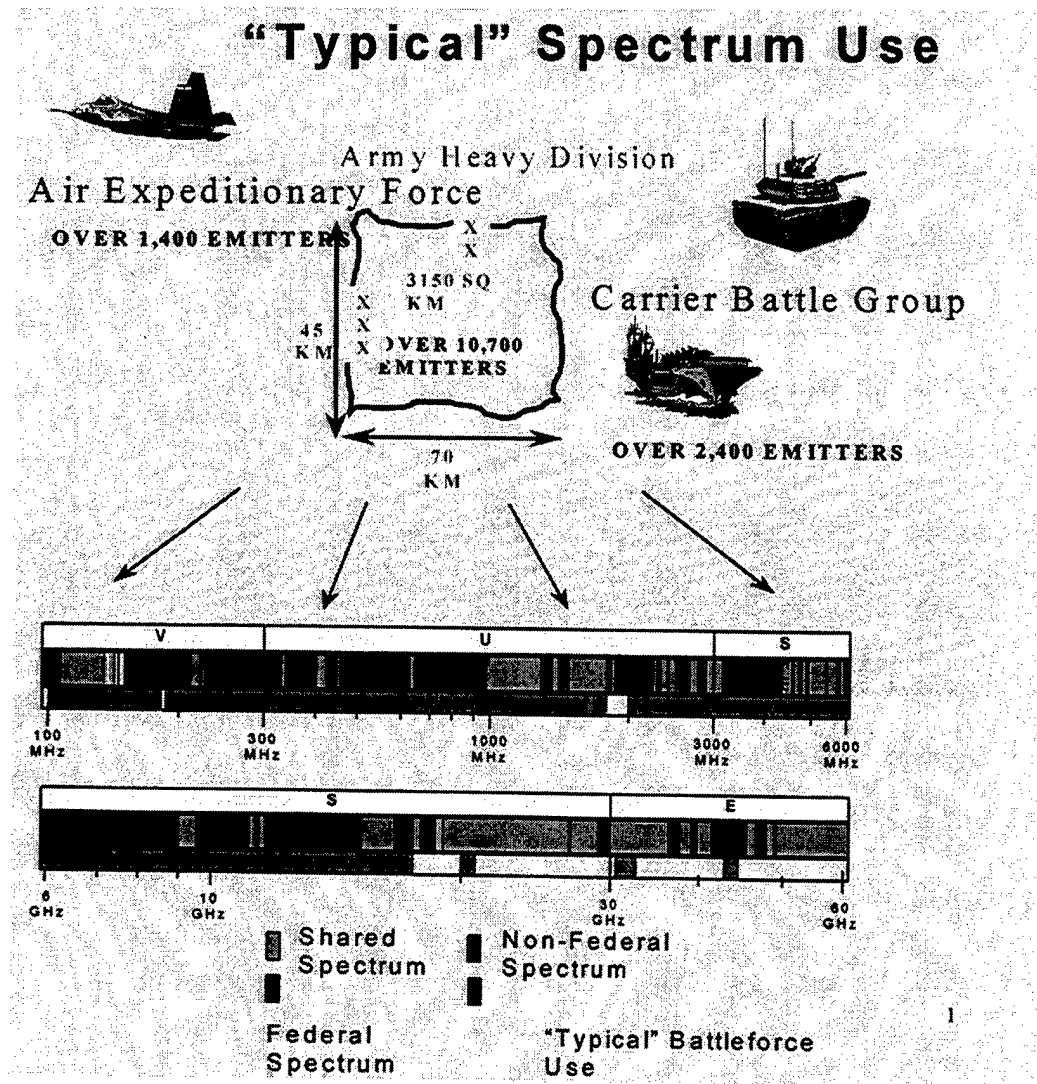 “Typical” Spectrum Use
Army Heavy Division
Air Expeditionary Force
OVER 1,400 EMITTERS
X
X
3150 SQ
KM
X
X
X
45
KM
OVER 10,700
EMITTERS
Carrier Battle Group
70
KM
OVER 2,400 EMITTERS
V
U
S
100
MHz
300
MHz
1000
MHz
3000
MHz
6000
MHz
S
E
6
GHz
10
GHz
30
GHz
60
GHz
Shared
Spectrum
Non-Federal
Spectrum
Federal
Spectrum
"Typical" Battleforce
Use
1